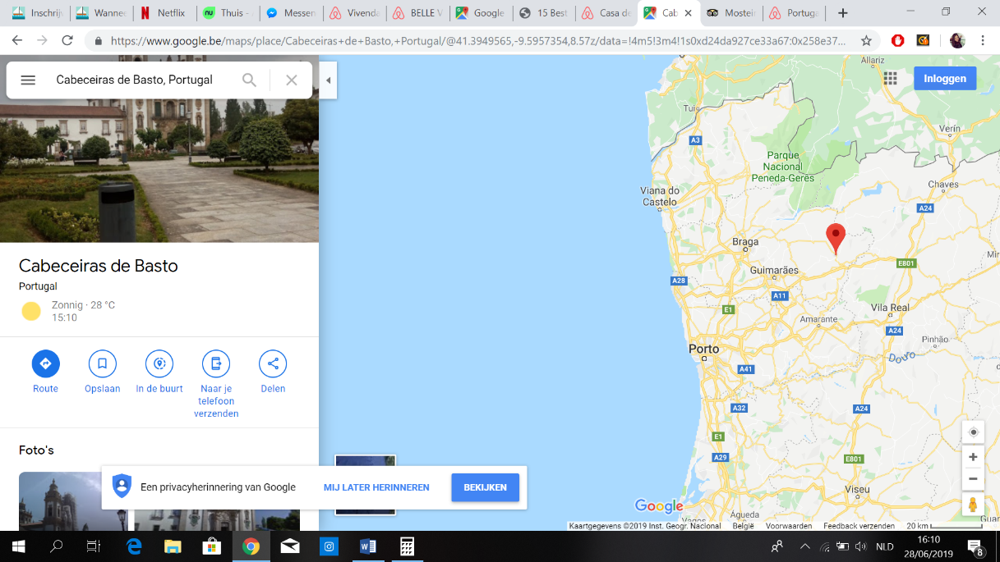 Inschrij
Wannee
Netflix
Thuis -
Messen
Vivenda
BELLE V
Google
15 Best
Casa de
Cab
Mosteir
Portuga
https://www.google.be/maps/place/Cabeceiras+de+Basto,+Portugal/@41.3949565,-9.5957354,8.57z/data=!4m5!3m4!1s0xd24da927ce33a67:0x258e37...
Cabeceiras de Basto, Portugal
Inloggen
Cabeceiras de Basto
Portugal
Zonnig · 28 °C
15:10
Route
Opslaan
In de buurt
Naar je
telefoon
verzenden
Delen
Foto's
Een privacyherinnering van Google
MIJ LATER HERINNEREN
BEKIJKEN
Allariz
Tui
Verín
A3
Parque
Nacional
Peneda-Gerês
Viana do
Castelo
Chaves
A24
Braga
E801
Guimarães
A28
A11
Vila Real
E1
Amarante
A24
Pinhão
Porto
Douro
A41
A32
A24
E1
A29
E801
Viseu
Google
Águeda
Kaartgegevens ©2019 Inst. Geogr. Nacional
België
Voorwaarden
Feedback verzenden
20 km
NLD
16:10
28/06/2019
8